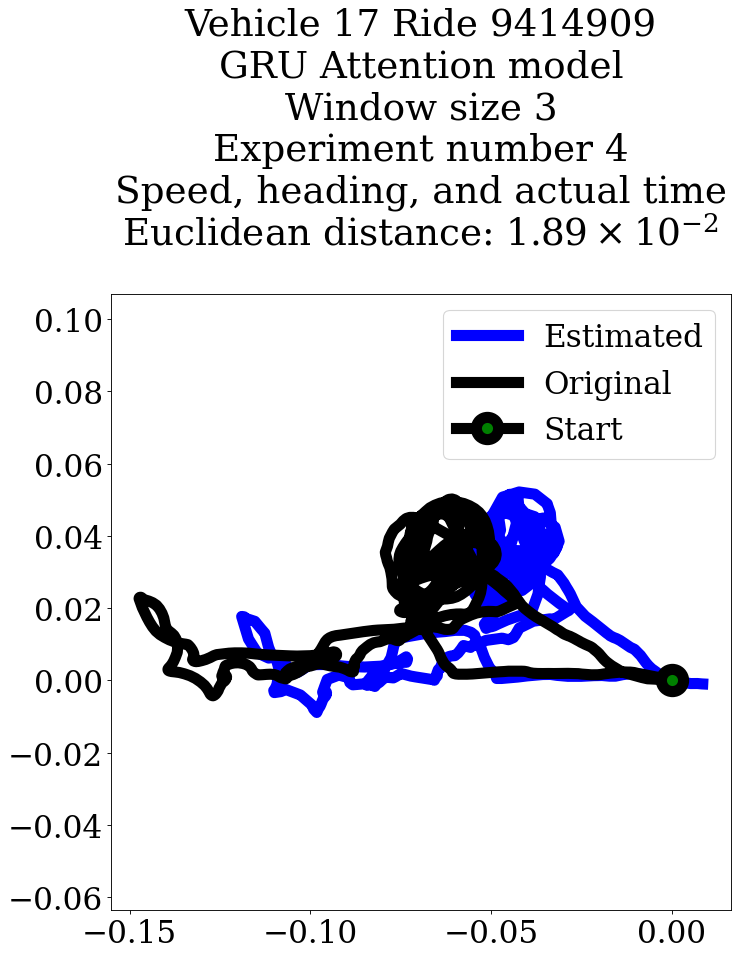 Vehicle 17 Ride 9414909
GRU Attention model
Window size 3
Experiment number 4
Speed, heading, and actual time
Euclidean distance: 1.89 × 10⁻²
Estimated
Original
Start
0.10
0.08
0.06
0.04
0.02
0.00
−0.02
−0.04
−0.06
−0.15
−0.10
−0.05
0.00